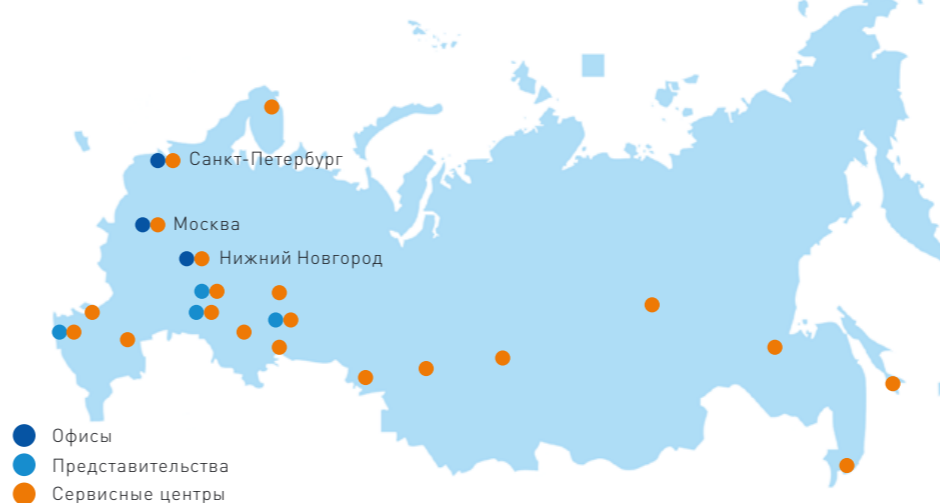 Санкт-Петербург
Москва
Нижний Новгород
Офисы
Представительства
Сервисные центры